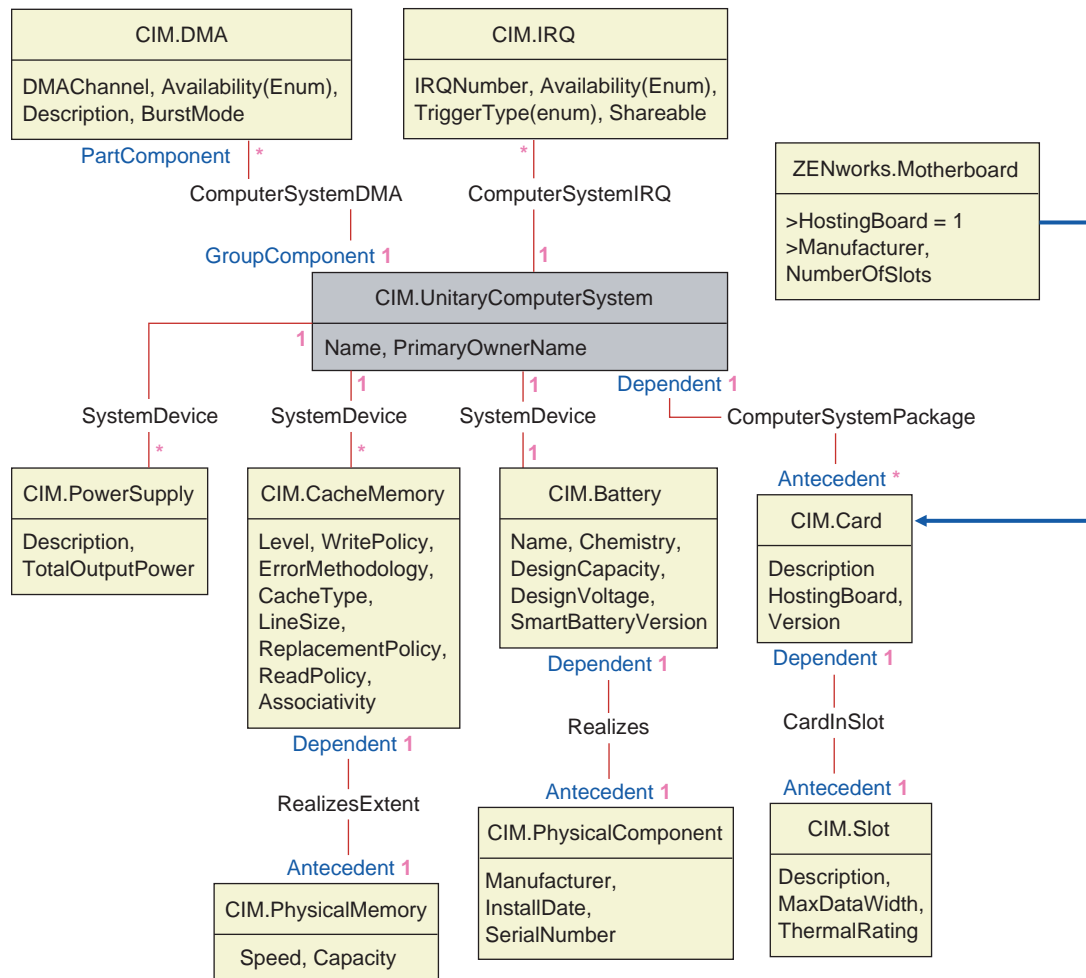 CIM.DMA
DMAChannel, Availability(Enum),
Description, BurstMode
CIM.IRQ
IRQNumber, Availability(Enum),
TriggerType(enum), Shareable
PartComponent *
*
ComputerSystemDMA
ComputerSystemIRQ
GroupComponent 1
1
ZENworks.Motherboard
>HostingBoard = 1
>Manufacturer,
NumberOfSlots
CIM.UnitaryComputerSystem
Name, PrimaryOwnerName
1
1
1
Dependent 1
SystemDevice
SystemDevice
SystemDevice
ComputerSystemPackage
*
*
1
Antecedent *
CIM.PowerSupply
Description,
TotalOutputPower
CIM.CacheMemory
Level, WritePolicy,
ErrorMethodology,
CacheType,
LineSize,
ReplacementPolicy,
ReadPolicy,
Associativity
CIM.Battery
Name, Chemistry,
DesignCapacity,
DesignVoltage,
SmartBatteryVersion
CIM.Card
Description
HostingBoard,
Version
Dependent 1
RealizesExtent
Antecedent 1
Dependent 1
Realizes
Antecedent 1
Dependent 1
CardInSlot
Antecedent 1
CIM.PhysicalMemory
Speed, Capacity
CIM.PhysicalComponent
Manufacturer,
InstallDate,
SerialNumber
CIM.Slot
Description,
MaxDataWidth,
ThermalRating